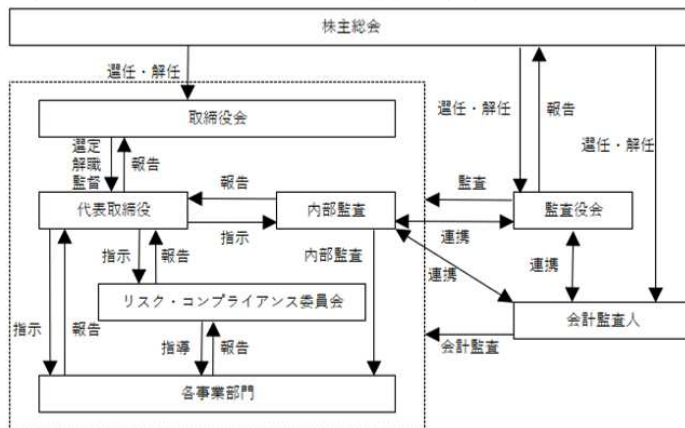 株主総会
選任・解任
取締役会
選任・解任
報告
選任・解任
選定
解職
監督
報告
報告
監査
代表取締役
内部監査
監査役会
指示
連携
指示
報告
内部監査
連携
連携
リスク・コンプライアンス委員会
会計監査人
指示
報告
指導
報告
会計監査
各事業部門